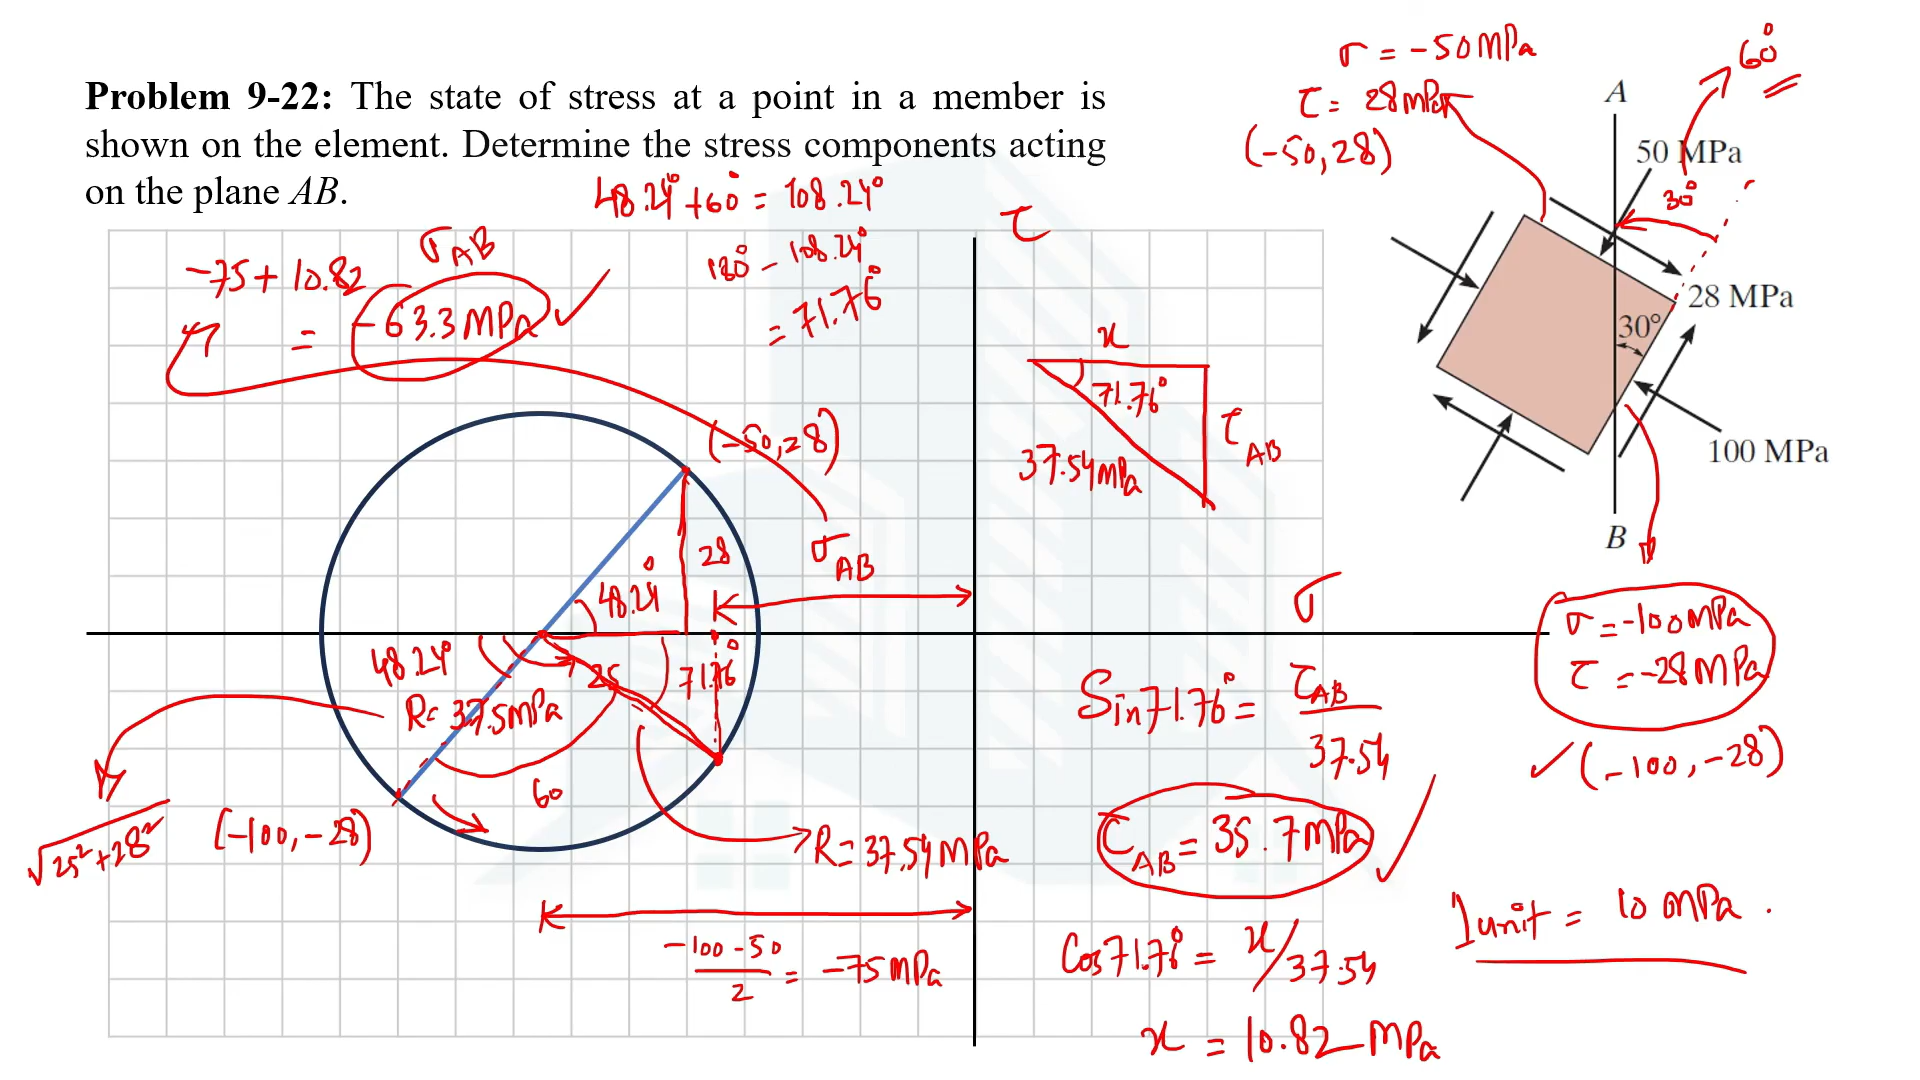 Problem 9-22: The state of stress at a point in a member is
shown on the element. Determine the stress components acting
on the plane AB.
σ = -50 MPa
τ = 28 MPa
(-50, 28)
60°
A
50 MPa
30°
28 MPa
30°
100 MPa
B
48.24° + 60° = 108.24°
180° - 108.24°
= 71.76°
τ
σ AB
-75 + 10.82
= -63.3 MPa
x
71.76°
τ AB
37.54 MPa
(-50, 28)
28
σ AB
48.24°
σ
48.24°
25
71.76°
R = 37.5 MPa
60
(-100, -28)
√25² + 28²
R = 37.54 MPa
-100 - 50 / 2 = -75 MPa
Sin 71.76° = τAB / 37.54
τAB = 35.7 MPa
Cos 71.76° = x / 37.54
x = 10.82 MPa
σ = -100 MPa
τ = -28 MPa
(-100, -28)
1 unit = 10 MPa.